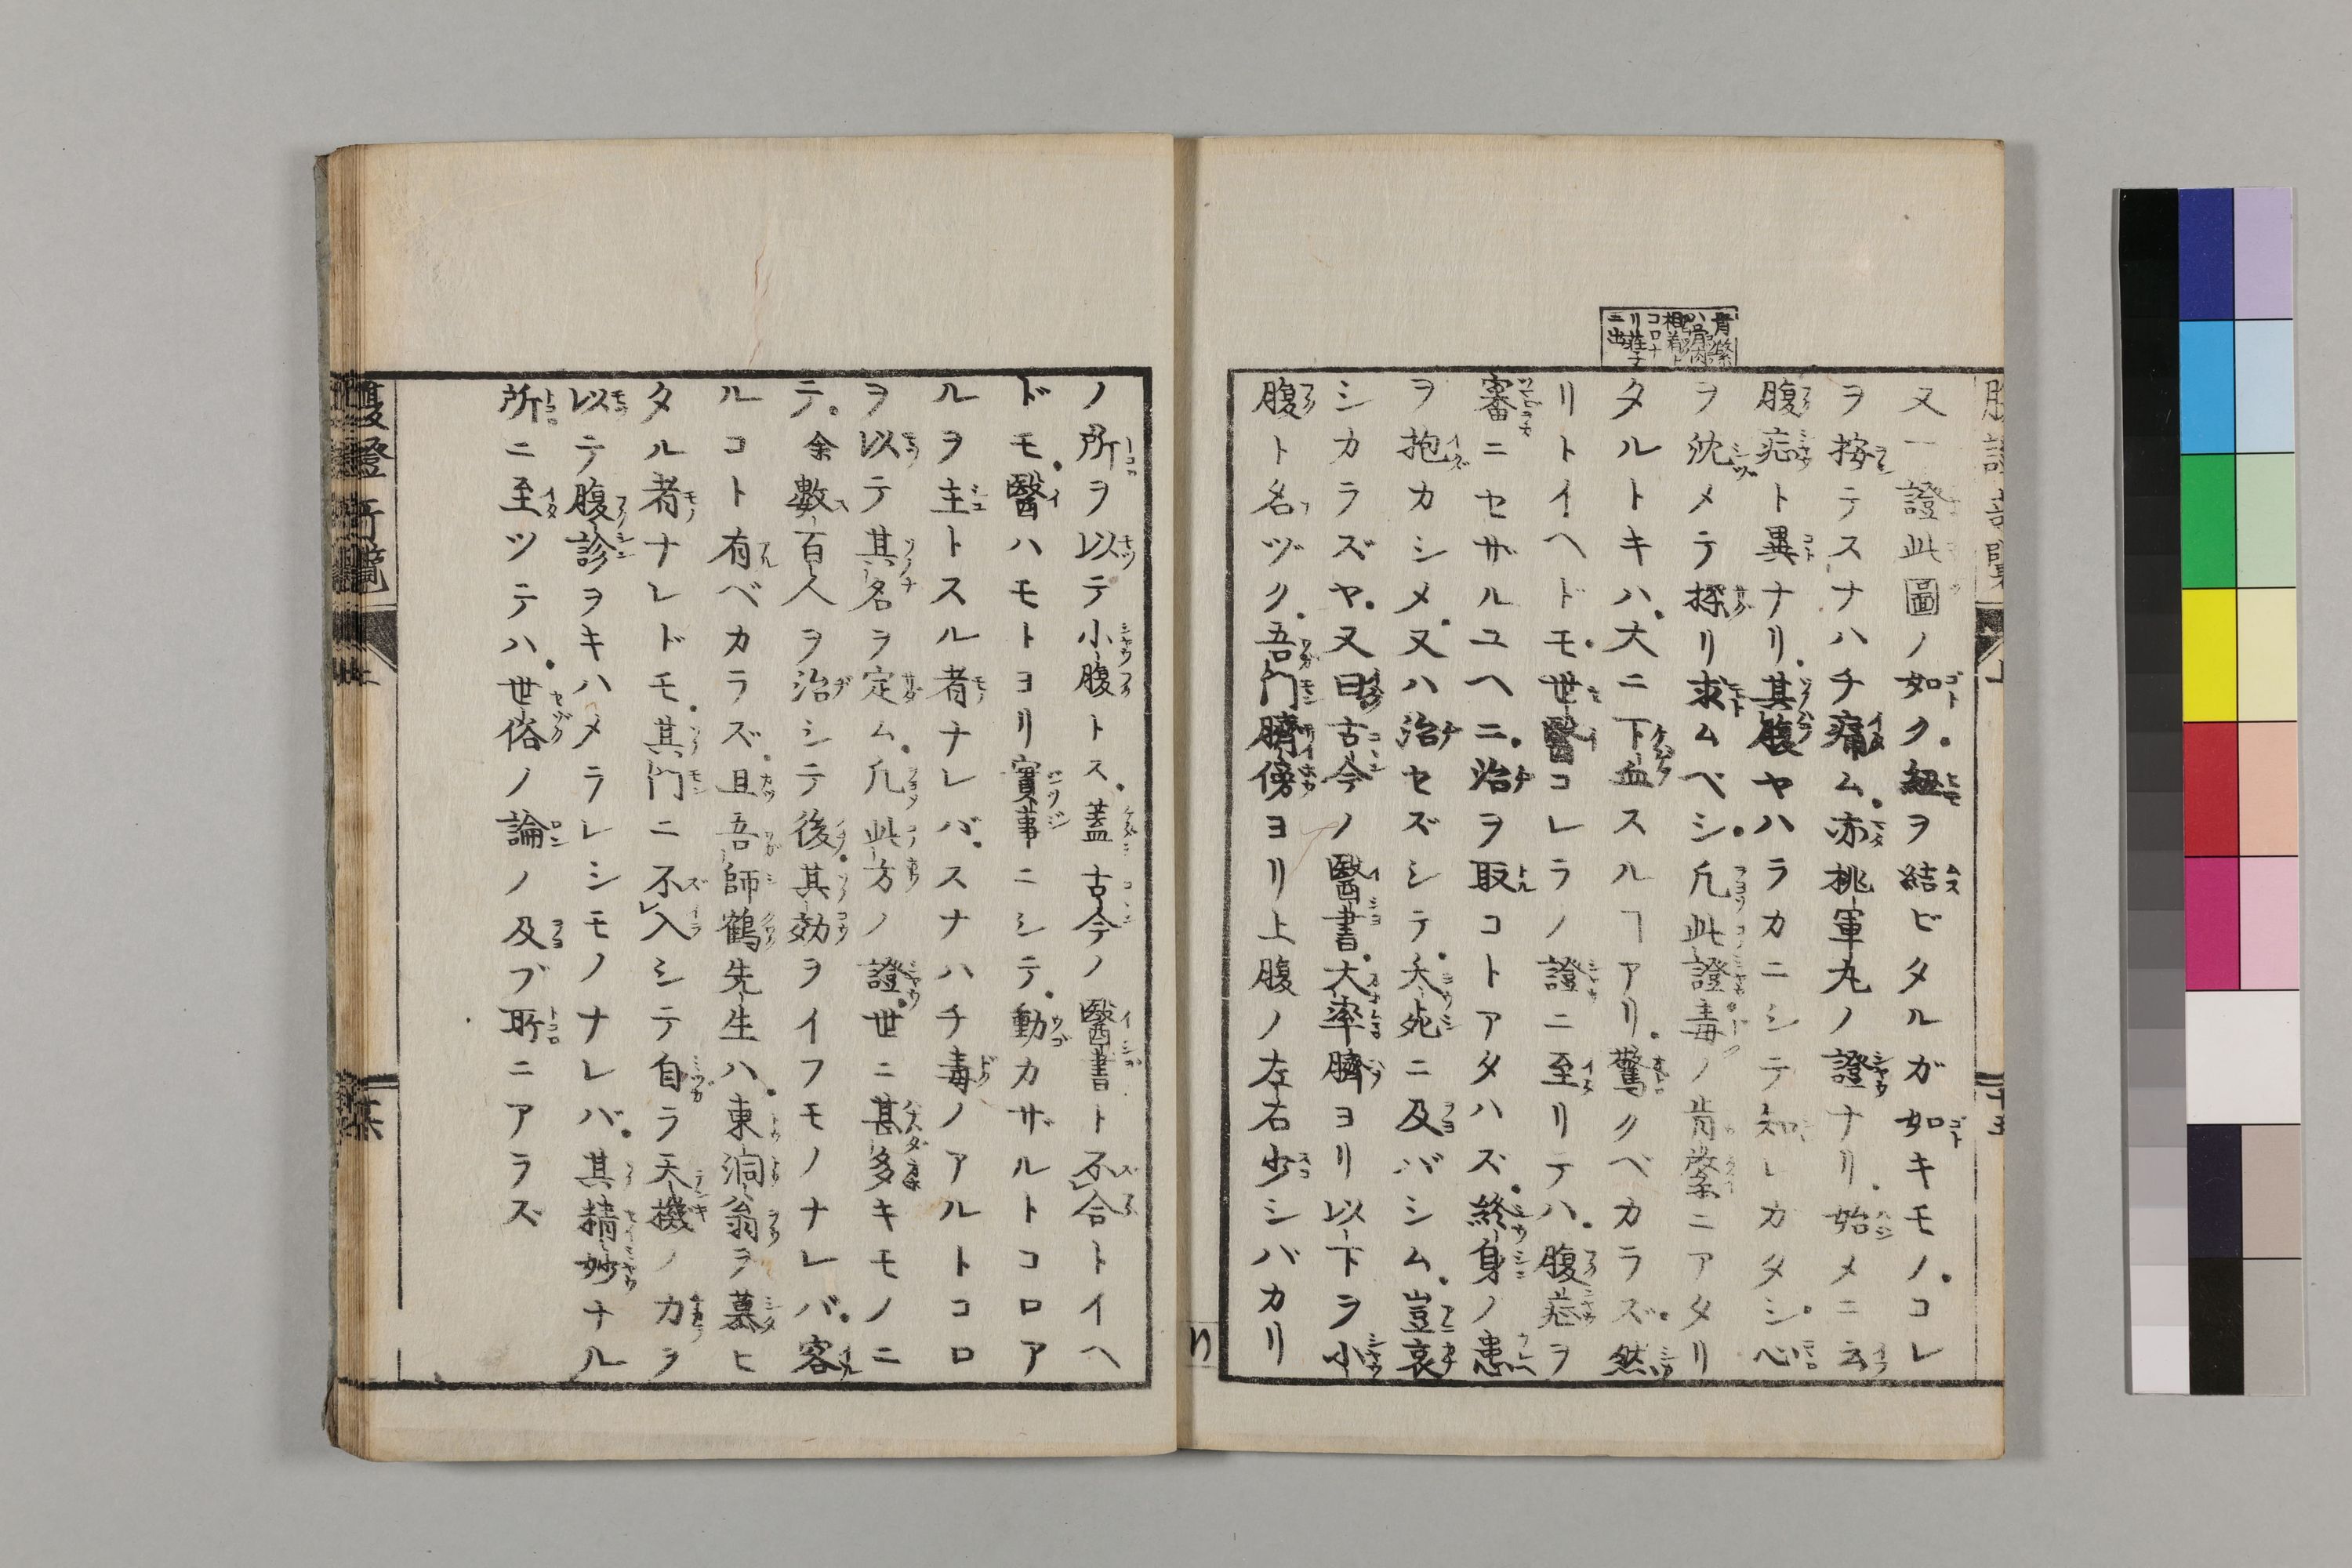 又一證此圖ノ如ク紐ヲ結ビタルガ如キモノコレ
ヲ按テスナハチ痛ム亦桃軍丸ノ證ナリ始メニ云
腹症ト異ナリ其腹ヤハラカニシテ知レカタシ心
ヲ沈メテ探リ求ムベシ凡此證毒ノ肯綮ニアタリ
タルトキハ大ニ下血スルヿアリ驚クベカラズ然
リトイヘドモ世醫コレラノ證ニ至リテハ腹症ヲ
審ニセザルユヘニ治ヲ取コトアタハズ終身ノ患
ヲ抱カシメ又ハ治セズシテ夭死ニ及バシム豈哀
シカラズヤ又曰古今ノ醫書大率臍ヨリ以下ヲ小
腹ト名ヅク吾門臍傍ヨリ上腹ノ左右少シバカリ
ノ所ヲ以テ小腹トス蓋古今ノ醫書ト不合トイヘ
ドモ醫ハモトヨリ實事ニシテ動カザルトコロア
ルヲ主トスル者ナレバスナハチ毒ノアルトコロ
ヲ以テ其名ヲ定ム凡此方ノ證世ニ甚多キモノニ
テ余數百人ヲ治シテ後其効ヲイフモノナレバ容
ルコト有ベカラズ且吾師鶴先生ハ東洞翁ヲ慕ヒ
タル者ナレドモ其門ニ不入シテ自ラ天機ノカヲ
以テ腹診ヲキハメラレシモノナレバ其精妙ナル
所ニ至ツテハ世俗ノ論ノ及ブ所ニアラズ